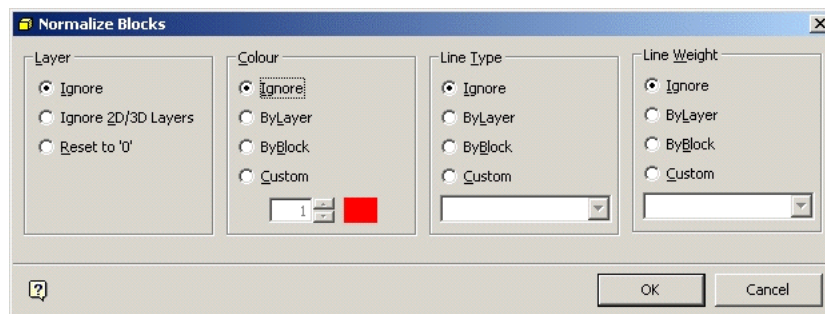 Normalize Blocks
Layer
Ignore
Ignore 2D/3D Layers
Reset to '0'
Colour
Ignore
ByLayer
ByBlock
Custom
1
Line Type
Ignore
ByLayer
ByBlock
Custom
Line Weight
Ignore
ByLayer
ByBlock
Custom
?
OK
Cancel